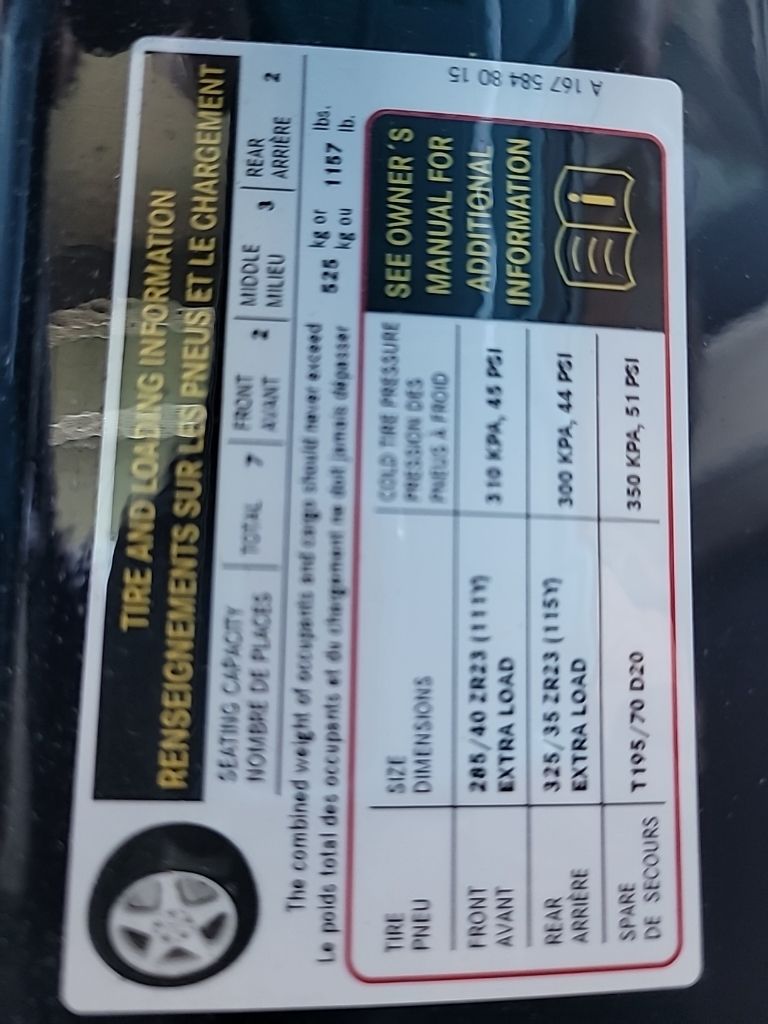 TIRE AND LOADING INFORMATION
RENSEIGNEMENTS SUR LES PNEUS ET LE CHARGEMENT
SEATING CAPACITY TOTAL 7 FRONT 2 MIDDLE 3 REAR 2
NOMBRE DE PLACES AVANT MILIEU ARRIÈRE
The combined weight of occupants and cargo should never exceed 525 kg or 1157 lbs.
Le poids total des occupants et du chargement ne doit jamais dépasser kg ou lb.
TIRE SIZE COLD TIRE PRESSURE
PNEU DIMENSIONS PRESSION DES
PNEUS À FROID
FRONT 285/40 ZR23 (111Y) 310 KPA, 45 PSI
AVANT EXTRA LOAD
REAR 325/35 ZR23 (115Y) 300 KPA, 44 PSI
ARRIÈRE EXTRA LOAD
SPARE T195/70 D20 350 KPA, 51 PSI
DE SECOURS
SEE OWNER'S
MANUAL FOR
ADDITIONAL
INFORMATION
i
A 167 584 80 15